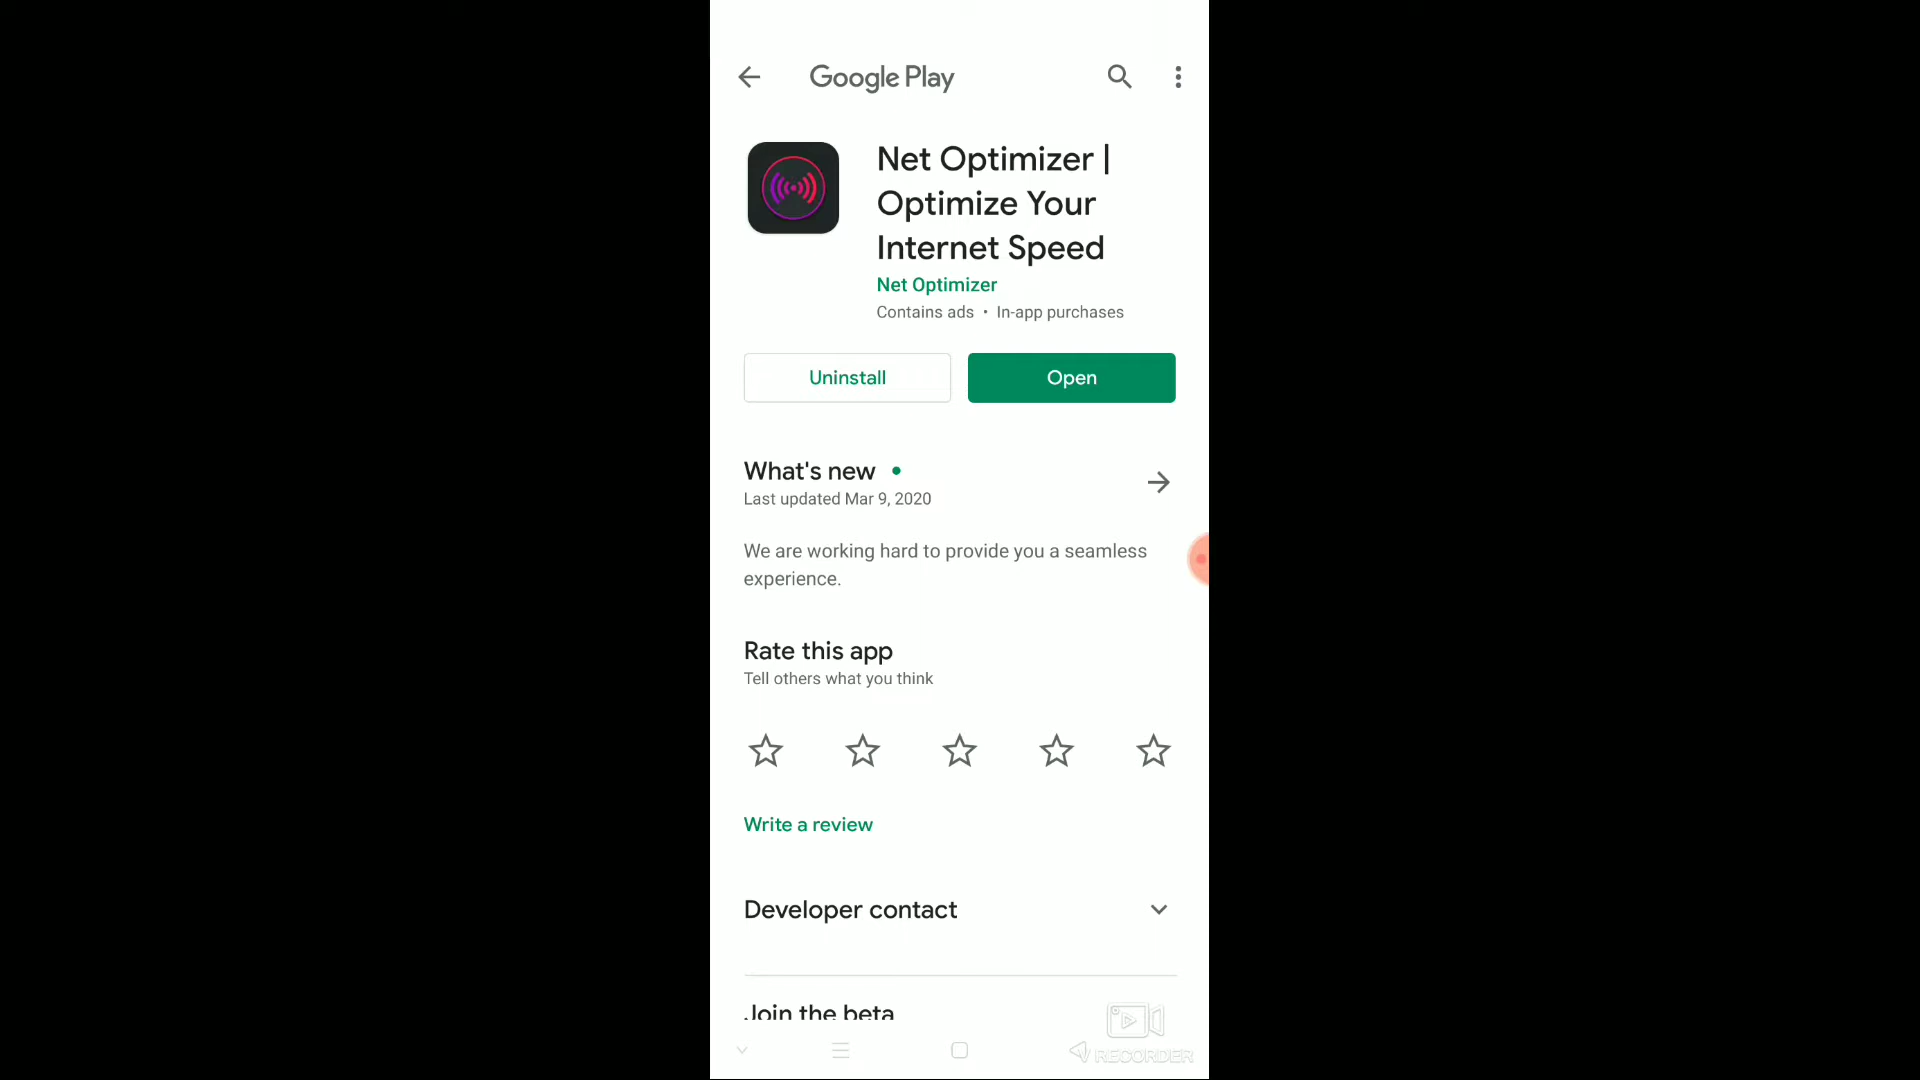 Google Play
Net Optimizer |
Optimize Your
Internet Speed
Net Optimizer
Contains ads • In-app purchases
Uninstall
Open
What's new
Last updated Mar 9, 2020
We are working hard to provide you a seamless
experience.
Rate this app
Tell others what you think
Write a review
Developer contact
Join the beta
RECORDER